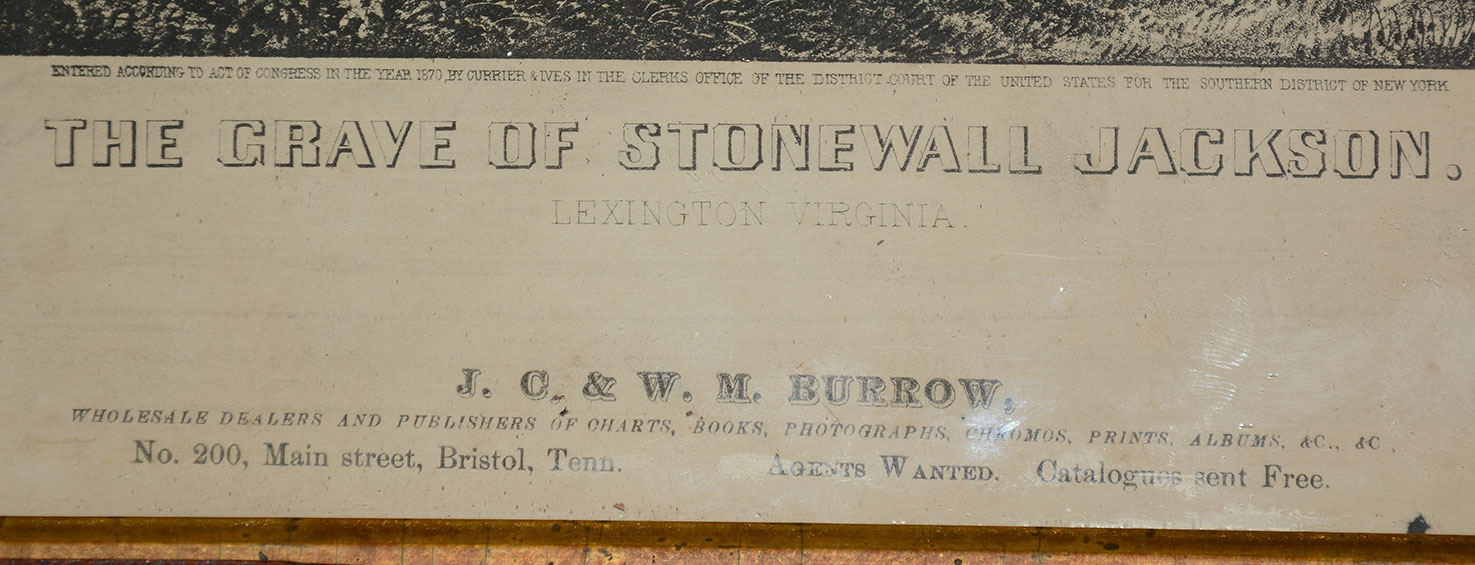 ENTERED ACCORDING TO ACT OF CONGRESS IN THE YEAR 1870, BY CURRIER & IVES IN THE CLERKS OFFICE OF THE DISTRICT COURT OF THE UNITED STATES FOR THE SOUTHERN DISTRICT OF NEW YORK
THE GRAVE OF STONEWALL JACKSON.
LEXINGTON VIRGINIA.
J. C. & W. M. BURROW,
WHOLESALE DEALERS AND PUBLISHERS OF CHARTS, BOOKS, PHOTOGRAPHS, CHROMOS, PRINTS, ALBUMS, &C., &C.
No. 200, Main street, Bristol, Tenn. AGENTS WANTED. Catalogues sent Free.